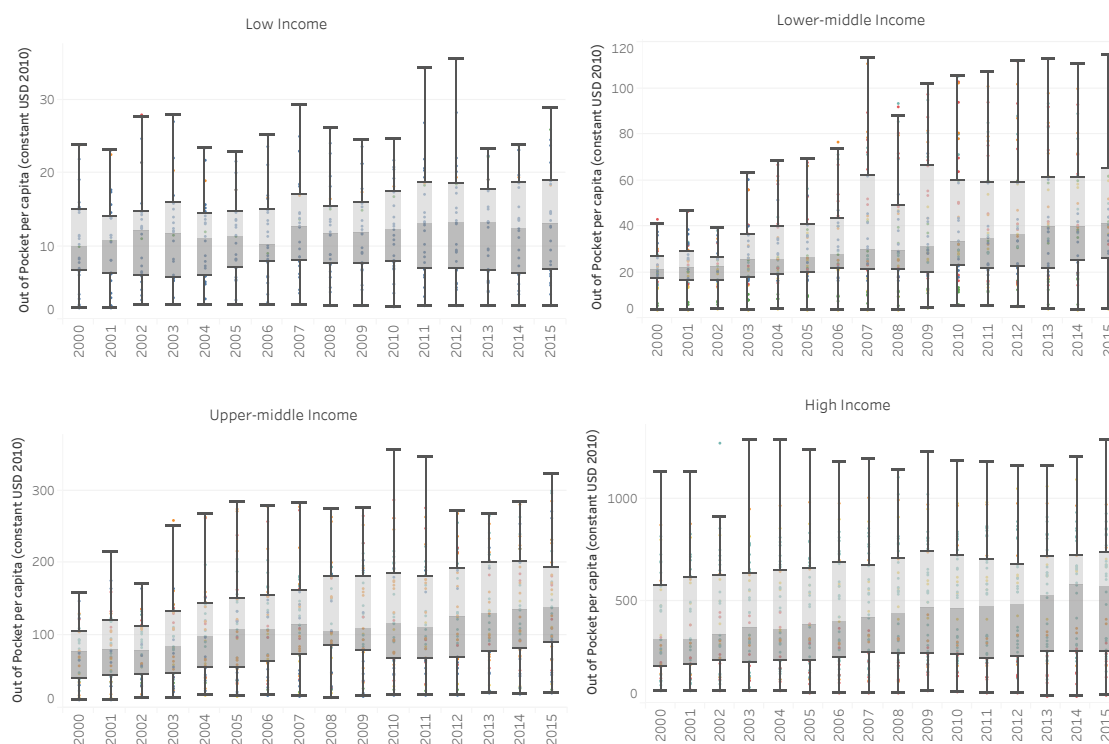 Low Income
Out of Pocket per capita (constant USD 2010)
30
20
10
0
2000 2001 2002 2003 2004 2005 2006 2007 2008 2009 2010 2011 2012 2013 2014 2015
Lower-middle Income
Out of Pocket per capita (constant USD 2010)
120
100
80
60
40
20
0
2000 2001 2002 2003 2004 2005 2006 2007 2008 2009 2010 2011 2012 2013 2014 2015
Upper-middle Income
Out of Pocket per capita (constant USD 2010)
300
200
100
0
2000 2001 2002 2003 2004 2005 2006 2007 2008 2009 2010 2011 2012 2013 2014 2015
High Income
Out of Pocket per capita (constant USD 2010)
1000
500
0
2000 2001 2002 2003 2004 2005 2006 2007 2008 2009 2010 2011 2012 2013 2014 2015